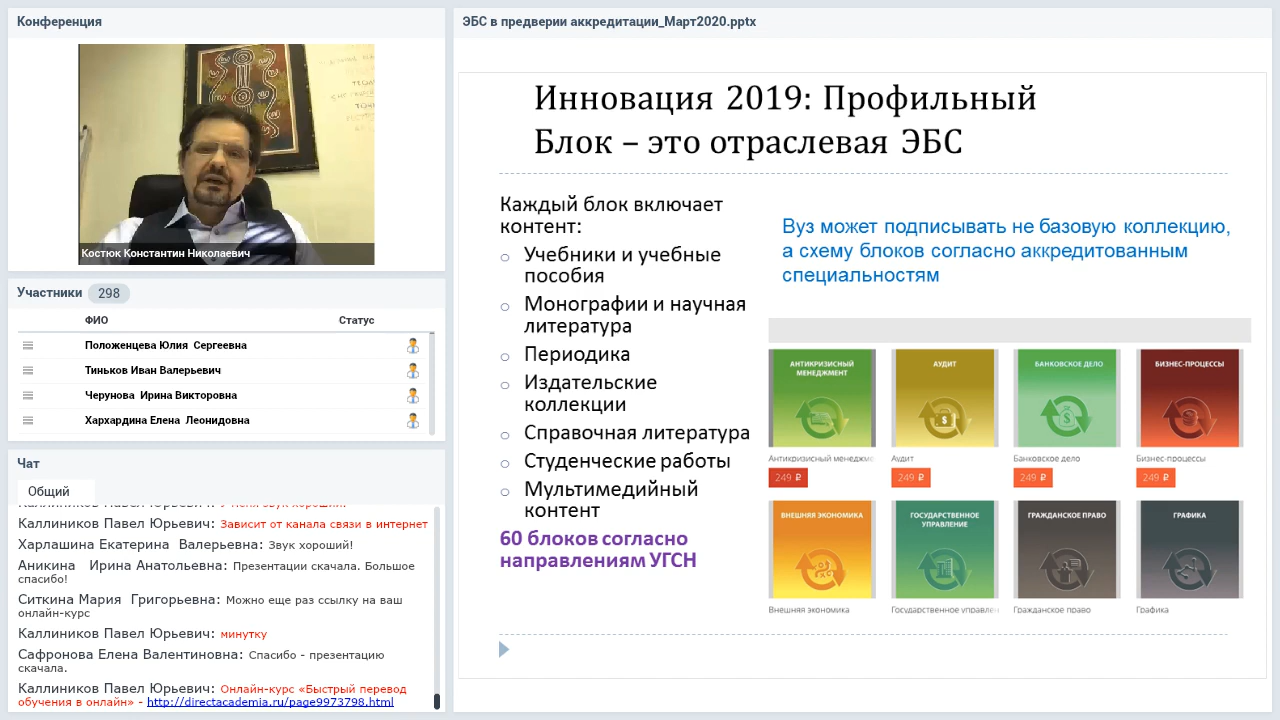 Конференция
Костюк Константин Николаевич
Участники 298
ФИО Статус
Положенцева Юлия Сергеевна
Тиньков Иван Валерьевич
Черунова Ирина Викторовна
Хархардина Елена Леонидовна
Чат
Общий
Каллиников Павел Юрьевич: Зависит от канала связи в интернет
Харлашина Екатерина Валерьевна: Звук хороший!
Аникина Ирина Анатольевна: Презентации скачала. Большое
спасибо!
Ситкина Мария Григорьевна: Можно еще раз ссылку на ваш
онлайн-курс
Каллиников Павел Юрьевич: минутку
Сафронова Елена Валентиновна: Спасибо - презентацию
скачала.
Каллиников Павел Юрьевич: Онлайн-курс «Быстрый перевод
обучения в онлайн» - http://directacademia.ru/page9973798.html
ЭБС в предверии аккредитации_Март2020.pptx
Инновация 2019: Профильный
Блок – это отраслевая ЭБС
Каждый блок включает
контент:
Учебники и учебные
пособия
Монографии и научная
литература
Периодика
Издательские
коллекции
Справочная литература
Студенческие работы
Мультимедийный
контент
60 блоков согласно
направлениям УГСН
Вуз может подписывать не базовую коллекцию,
а схему блоков согласно аккредитованным
специальностям
АНТИКРИЗИСНЫЙ
МЕНЕДЖМЕНТ
АУДИТ
БАНКОВСКОЕ ДЕЛО
БИЗНЕС-ПРОЦЕССЫ
Антикризисный менеджме
Аудит
Банковское дело
Бизнес-процессы
249 ₽
249 ₽
249 ₽
249 ₽
ВНЕШНЯЯ ЭКОНОМИКА
ГОСУДАРСТВЕННОЕ
УПРАВЛЕНИЕ
ГРАЖДАНСКОЕ ПРАВО
ГРАФИКА
Внешняя экономика
Государственное управлен
Гражданское право
Графика